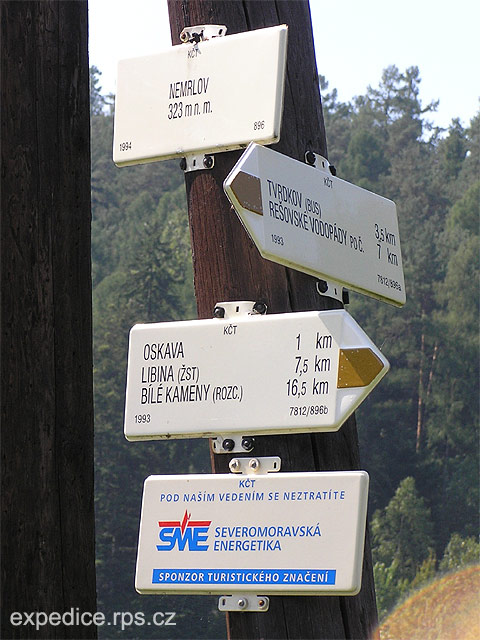 KČT
NEMRLOV
323 m n. m.
1994
896
KČT
TVRDKOV (BUS) 3,5 km
REŠOVSKÉ VODOPÁDY PO Č. 7 km
1993
7812/896a
KČT
OSKAVA 1 km
LIBINA (ŽST) 7,5 km
BÍLÉ KAMENY (ROZC.) 16,5 km
1993
7812/896b
KČT
POD NAŠÍM VEDENÍM SE NEZTRATÍTE
SME
SEVEROMORAVSKÁ
ENERGETIKA
SPONZOR TURISTICKÉHO ZNAČENÍ
expedice.rps.cz